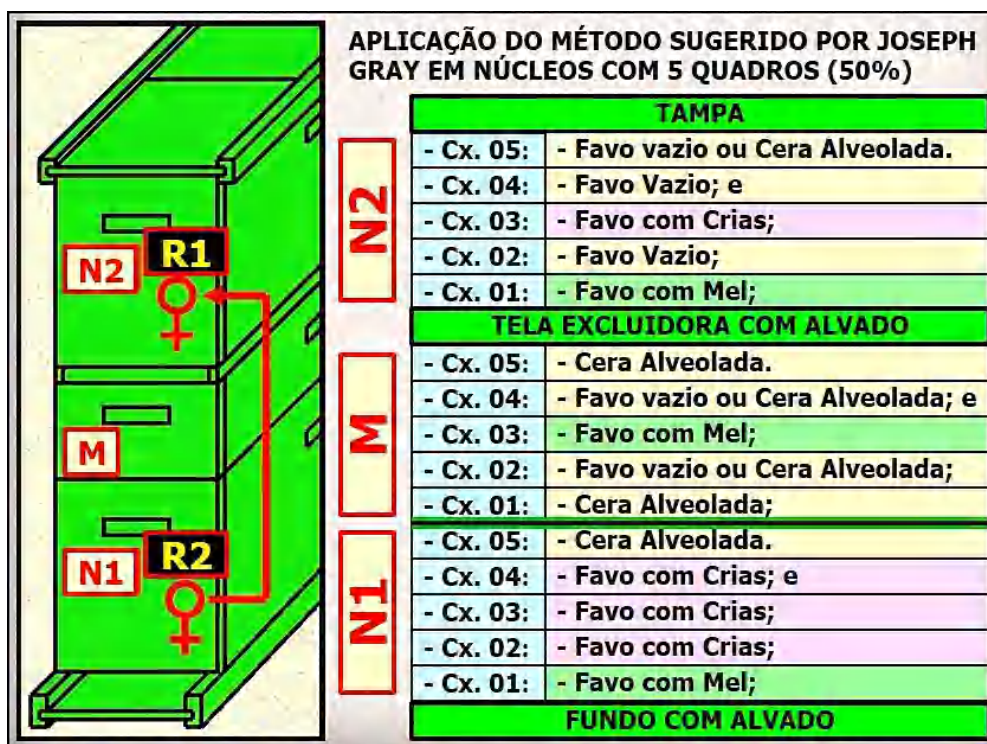 APLICAÇÃO DO MÉTODO SUGERIDO POR JOSEPH
GRAY EM NÚCLEOS COM 5 QUADROS (50%)
TAMPA
N2
- Cx. 05: - Favo vazio ou Cera Alveolada.
- Cx. 04: - Favo Vazio; e
- Cx. 03: - Favo com Crias;
- Cx. 02: - Favo Vazio;
- Cx. 01: - Favo com Mel;
TELA EXCLUIDORA COM ALVADO
M
- Cx. 05: - Cera Alveolada.
- Cx. 04: - Favo vazio ou Cera Alveolada; e
- Cx. 03: - Favo com Mel;
- Cx. 02: - Favo vazio ou Cera Alveolada;
- Cx. 01: - Cera Alveolada;
N1
- Cx. 05: - Cera Alveolada.
- Cx. 04: - Favo com Crias; e
- Cx. 03: - Favo com Crias;
- Cx. 02: - Favo com Crias;
- Cx. 01: - Favo com Mel;
FUNDO COM ALVADO
R1
N2
M
R2
N1